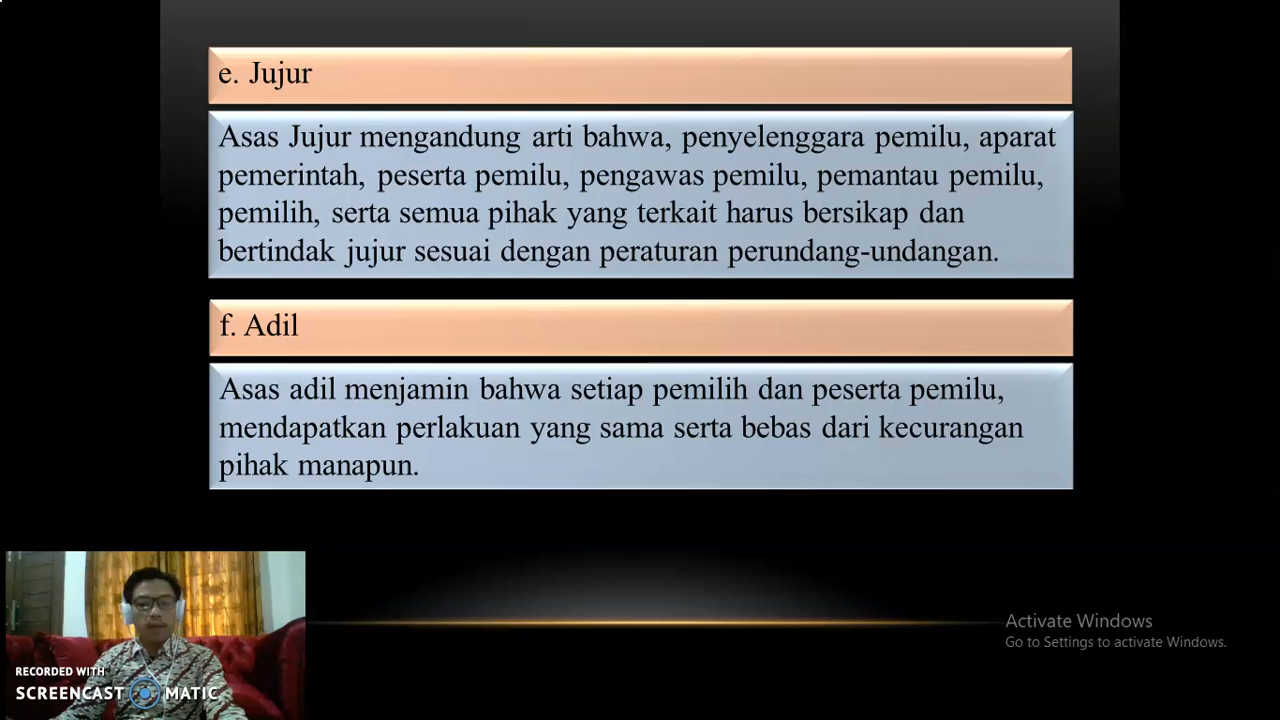 e. Jujur
Asas Jujur mengandung arti bahwa, penyelenggara pemilu, aparat
pemerintah, peserta pemilu, pengawas pemilu, pemantau pemilu,
pemilih, serta semua pihak yang terkait harus bersikap dan
bertindak jujur sesuai dengan peraturan perundang-undangan.
f. Adil
Asas adil menjamin bahwa setiap pemilih dan peserta pemilu,
mendapatkan perlakuan yang sama serta bebas dari kecurangan
pihak manapun.
Activate Windows
Go to Settings to activate Windows.
RECORDED WITH
SCREENCAST MATIC